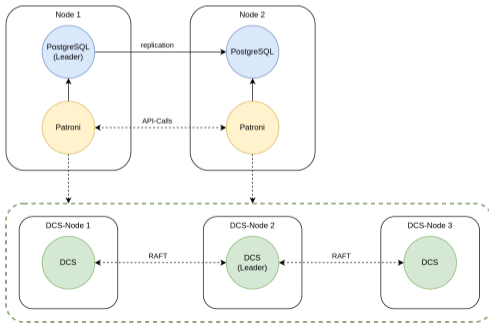 Node 1
Node 2
PostgreSQL
(Leader)
replication
PostgreSQL
Patroni
API-Calls
Patroni
DCS-Node 1
DCS-Node 2
DCS-Node 3
DCS
RAFT
DCS
(Leader)
RAFT
DCS